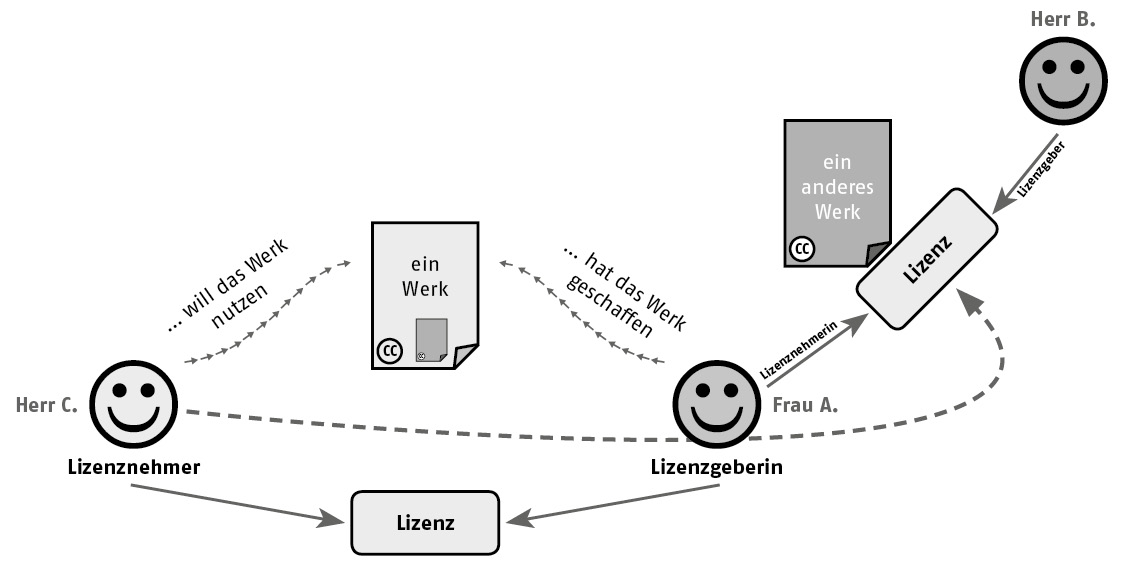 Herr B.
Lizenzgeber
ein
anderes
Werk
CC
Lizenz
... will das Werk
nutzen
ein
Werk
CC
CC
... hat das Werk
geschaffen
Lizenznehmerin
Herr C.
Frau A.
Lizenznehmer
Lizenzgeberin
Lizenz